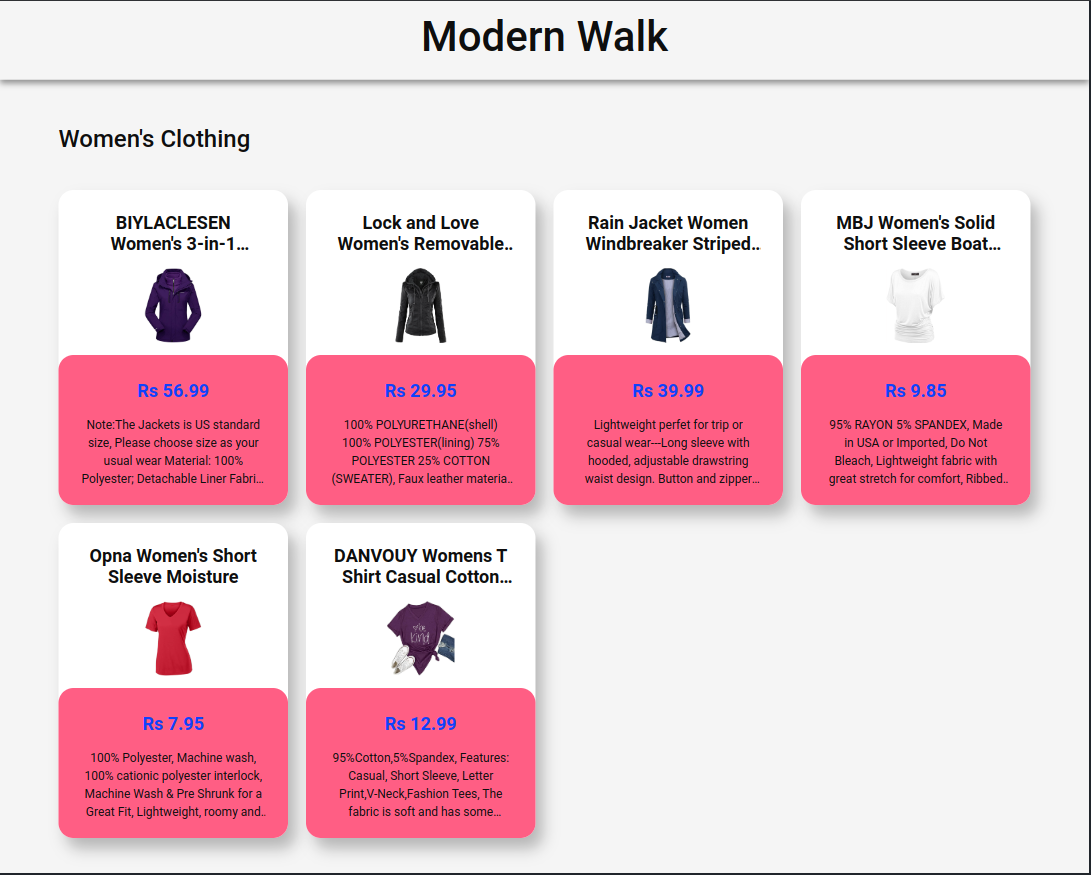 Modern Walk
Women's Clothing
BIYLACLESEN
Women's 3-in-1...
Rs 56.99
Note:The Jackets is US standard
size, Please choose size as your
usual wear Material: 100%
Polyester; Detachable Liner Fabri...
Lock and Love
Women's Removable..
Rs 29.95
100% POLYURETHANE(shell)
100% POLYESTER(lining) 75%
POLYESTER 25% COTTON
(SWEATER), Faux leather materia..
Rain Jacket Women
Windbreaker Striped..
Rs 39.99
Lightweight perfet for trip or
casual wear---Long sleeve with
hooded, adjustable drawstring
waist design. Button and zipper...
MBJ Women's Solid
Short Sleeve Boat...
Rs 9.85
95% RAYON 5% SPANDEX, Made
in USA or Imported, Do Not
Bleach, Lightweight fabric with
great stretch for comfort, Ribbed..
Opna Women's Short
Sleeve Moisture
Rs 7.95
100% Polyester, Machine wash,
100% cationic polyester interlock,
Machine Wash & Pre Shrunk for a
Great Fit, Lightweight, roomy and..
DANVOUY Womens T
Shirt Casual Cotton...
kind
Rs 12.99
95%Cotton,5%Spandex, Features:
Casual, Short Sleeve, Letter
Print,V-Neck,Fashion Tees, The
fabric is soft and has some...